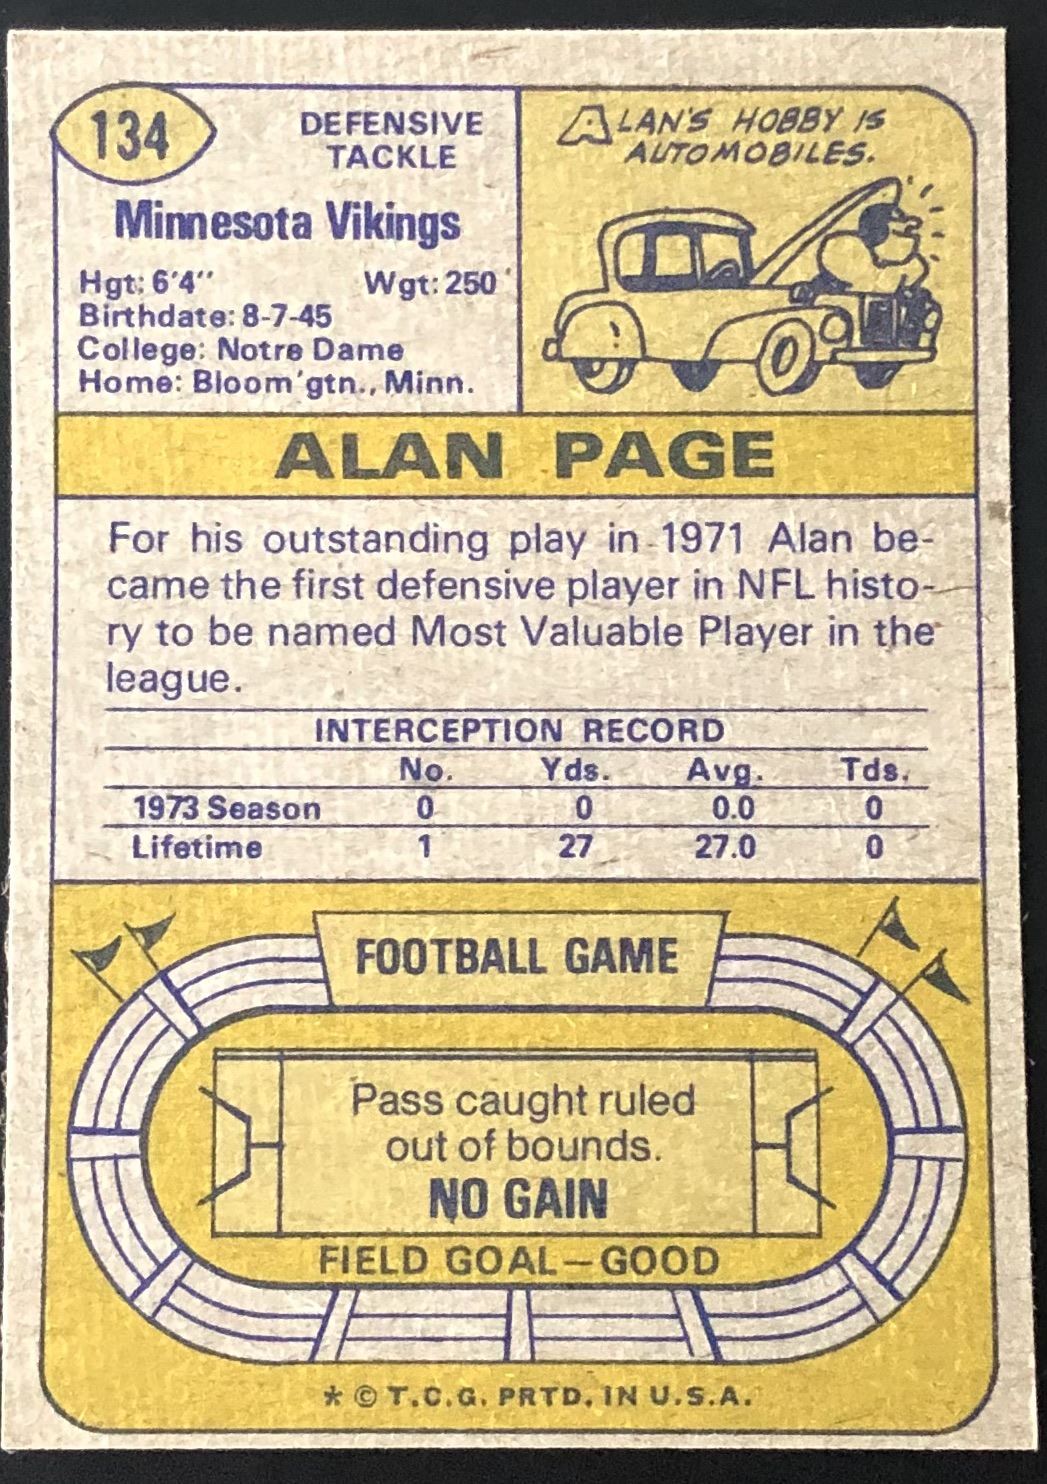 134
DEFENSIVE
TACKLE
Minnesota Vikings
Hgt: 6'4" Wgt: 250
Birthdate: 8-7-45
College: Notre Dame
Home: Bloom'gtn., Minn.
ALAN'S HOBBY IS
AUTOMOBILES.
ALAN PAGE
For his outstanding play in 1971 Alan be-
came the first defensive player in NFL histo-
ry to be named Most Valuable Player in the
league.
INTERCEPTION RECORD
No. Yds. Avg. Tds.
1973 Season 0 0 0.0 0
Lifetime 1 27 27.0 0
FOOTBALL GAME
Pass caught ruled
out of bounds.
NO GAIN
FIELD GOAL—GOOD
* © T.C.G. PRTD. IN U.S.A.